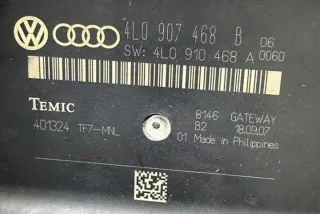 4L0 907 468 B 06
SW: 4L0 910 468 A 0060
TEMIC
8146 GATEWAY
401324 TF7-MNL
B2 18.09.07
01 Made in Philippines